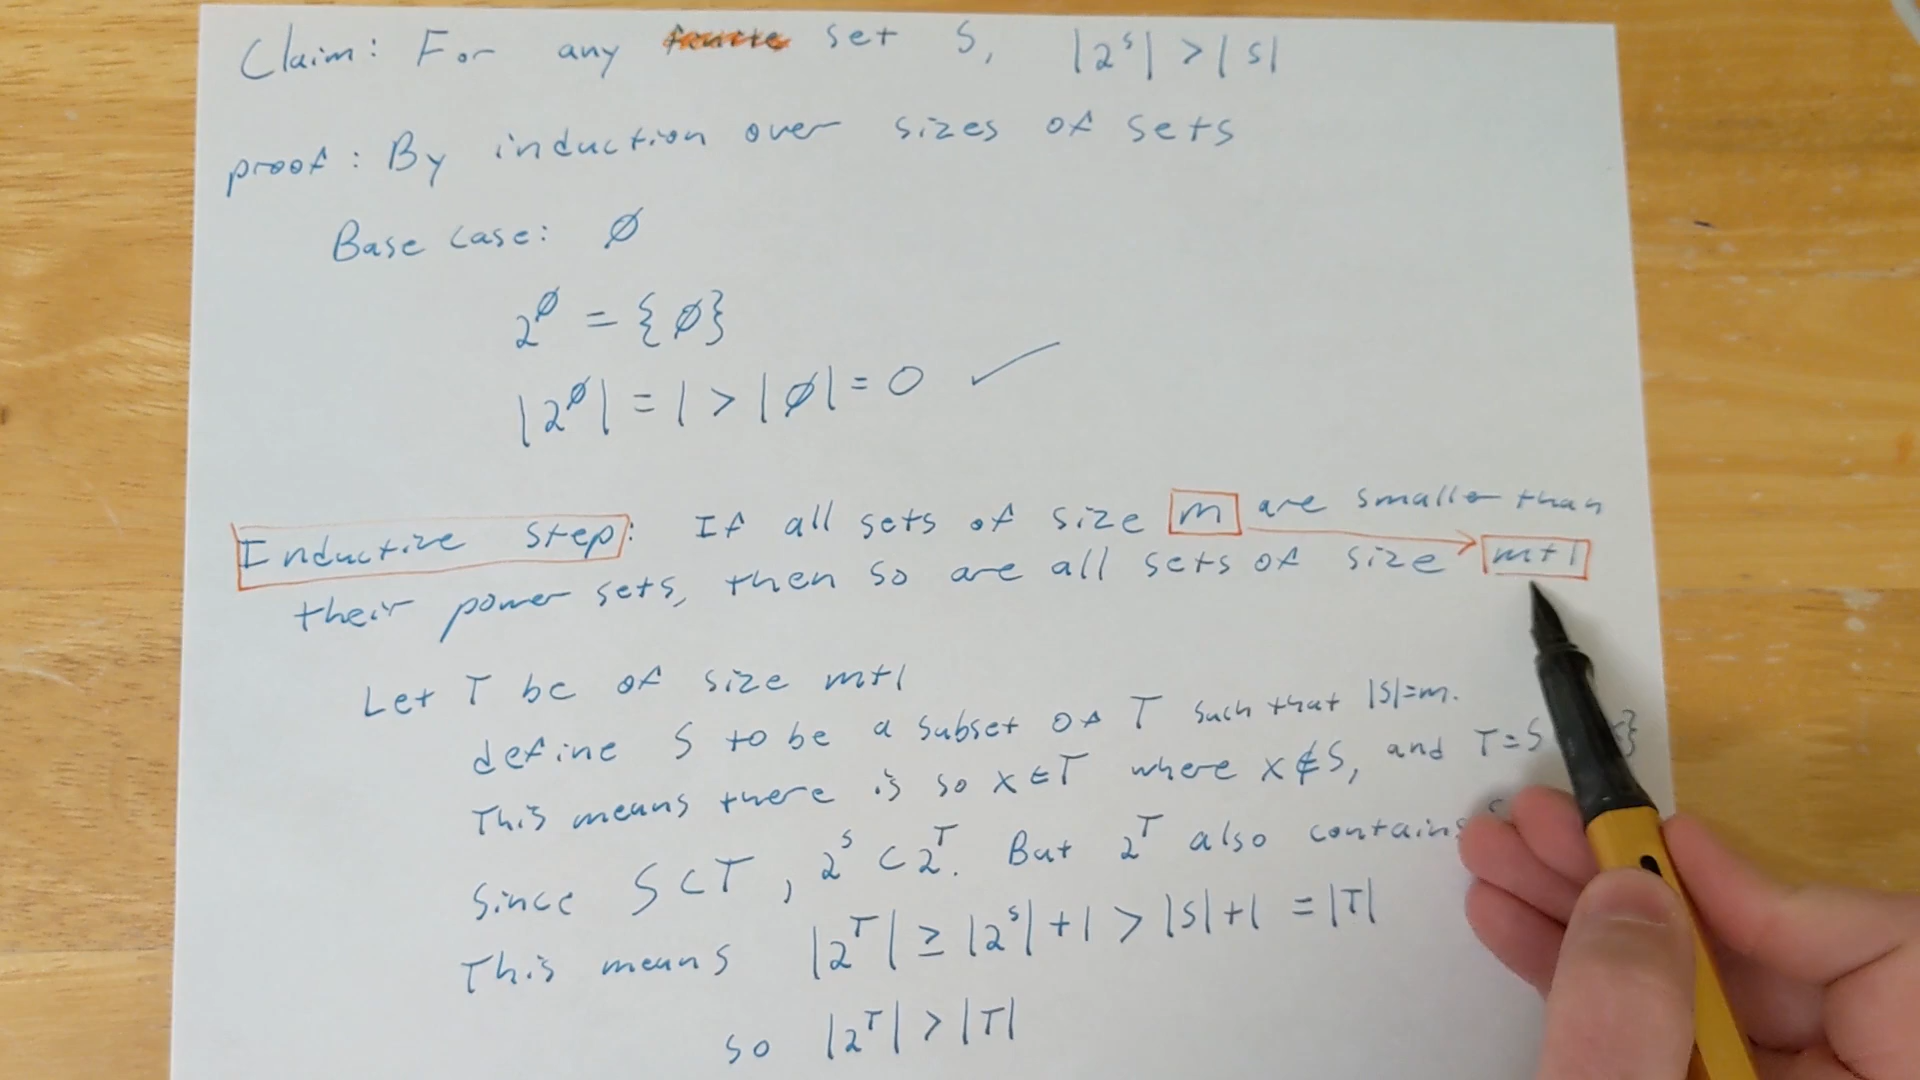 Claim: For any finite set S, |2^S| > |S|
proof: By induction over sizes of sets
Base case: ∅
2^∅ = {∅}
|2^∅| = 1 > |∅| = 0 ✓
Inductive step: If all sets of size m are smaller than
their power sets, then so are all sets of size m+1
Let T be of size m+1
define S to be a subset of T such that |S|=m.
This means there is so x ∈ T where x ∉ S, and T = S
Since S ⊂ T, 2^S ⊂ 2^T. But 2^T also contains
This means |2^T| ≥ |2^S| + 1 > |S| + 1 = |T|
so |2^T| > |T|